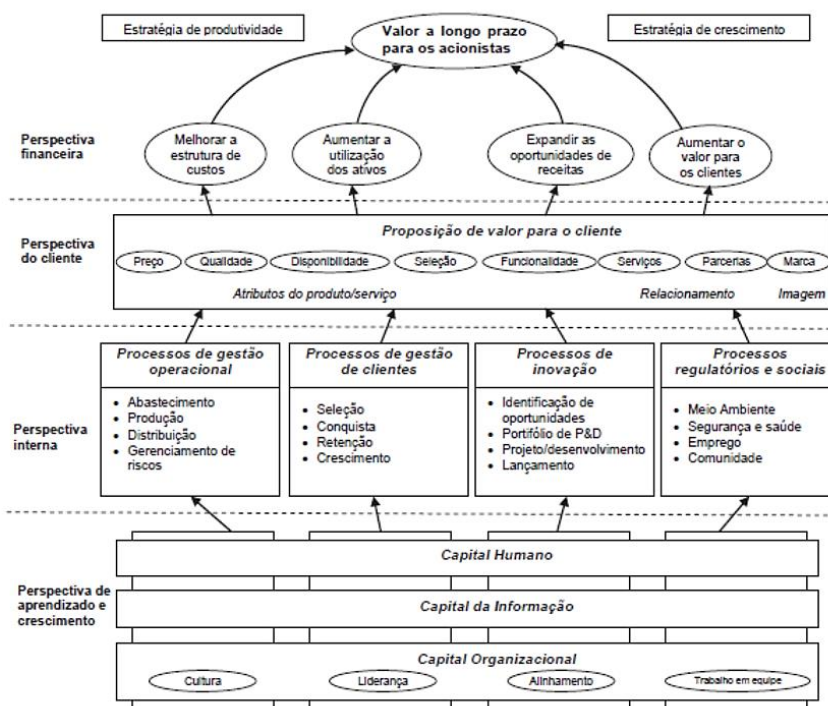 Estratégia de produtividade
Valor a longo prazo
para os acionistas
Estratégia de crescimento
Perspectiva
financeira
Melhorar a
estrutura de
custos
Aumentar a
utilização
dos ativos
Expandir as
oportunidades de
receitas
Aumentar o
valor para
os clientes
Perspectiva
do cliente
Proposição de valor para o cliente
Preço
Qualidade
Disponibilidade
Seleção
Funcionalidade
Serviços
Parcerias
Marca
Atributos do produto/serviço
Relacionamento
Imagem
Perspectiva
interna
Processos de gestão
operacional
• Abastecimento
• Produção
• Distribuição
• Gerenciamento de
riscos
Processos de gestão
de clientes
• Seleção
• Conquista
• Retenção
• Crescimento
Processos de
inovação
• Identificação de
oportunidades
• Portifólio de P&D
• Projeto/desenvolvimento
• Lançamento
Processos
regulatórios e sociais
• Meio Ambiente
• Segurança e saúde
• Emprego
• Comunidade
Perspectiva de
aprendizado e
crescimento
Capital Humano
Capital da Informação
Capital Organizacional
Cultura
Liderança
Alinhamento
Trabalho em equipe